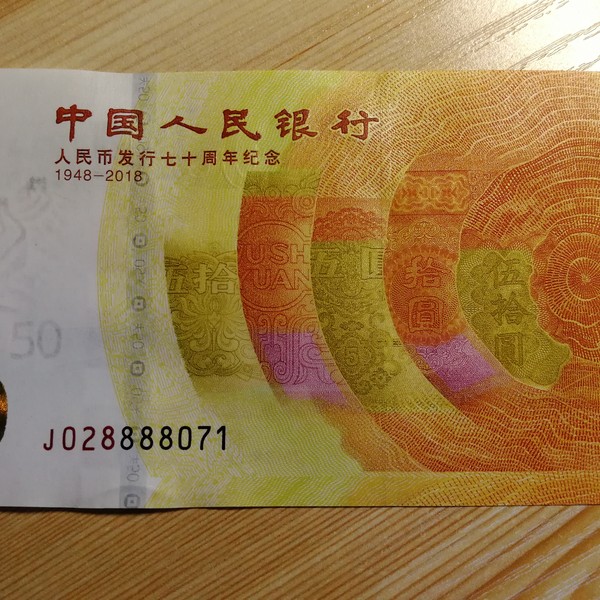 中国人民银行
人民币发行七十周年纪念
1948-2018
伍拾
WUSHI
YUAN
五
圆
拾圆
伍拾圆
50
J028888071